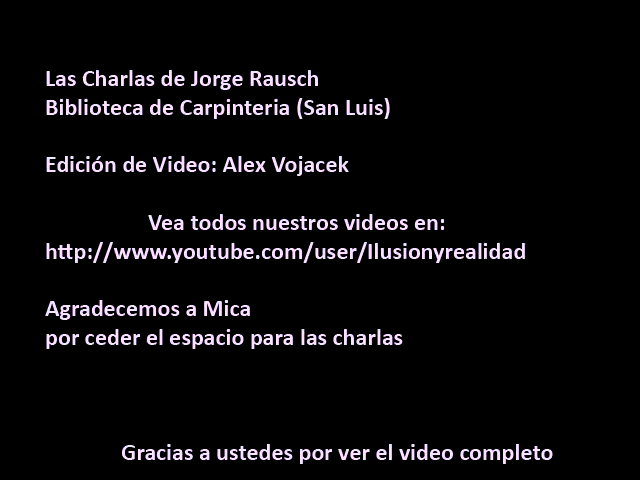 Las Charlas de Jorge Rausch
Biblioteca de Carpinteria (San Luis)
Edición de Video: Alex Vojacek
Vea todos nuestros videos en:
http://www.youtube.com/user/Ilusionyrealidad
Agradecemos a Mica
por ceder el espacio para las charlas
Gracias a ustedes por ver el video completo